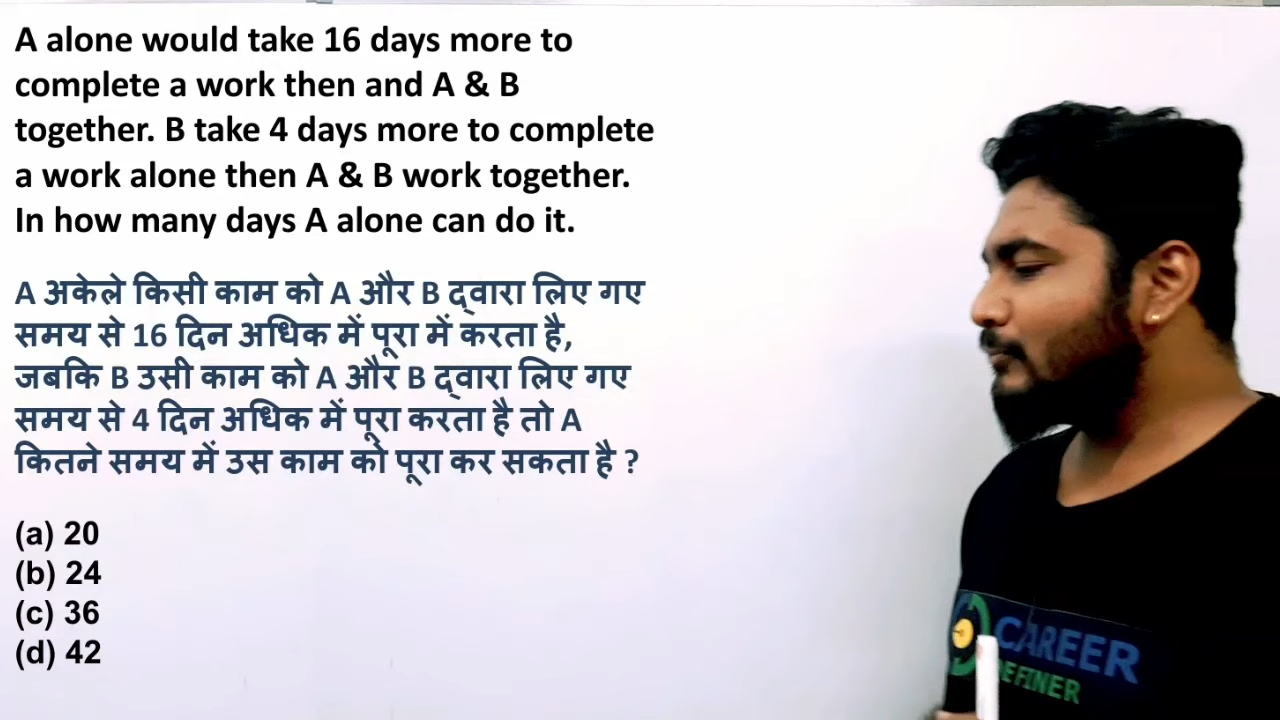 A alone would take 16 days more to
complete a work then and A & B
together. B take 4 days more to complete
a work alone then A & B work together.
In how many days A alone can do it.
A अकेले किसी काम को A और B द्वारा लिए गए
समय से 16 दिन अधिक में पूरा में करता है,
जबकि B उसी काम को A और B द्वारा लिए गए
समय से 4 दिन अधिक में पूरा करता है तो A
कितने समय में उस काम को पूरा कर सकता है ?
(a) 20
(b) 24
(c) 36
(d) 42
CAREER
DEFINER